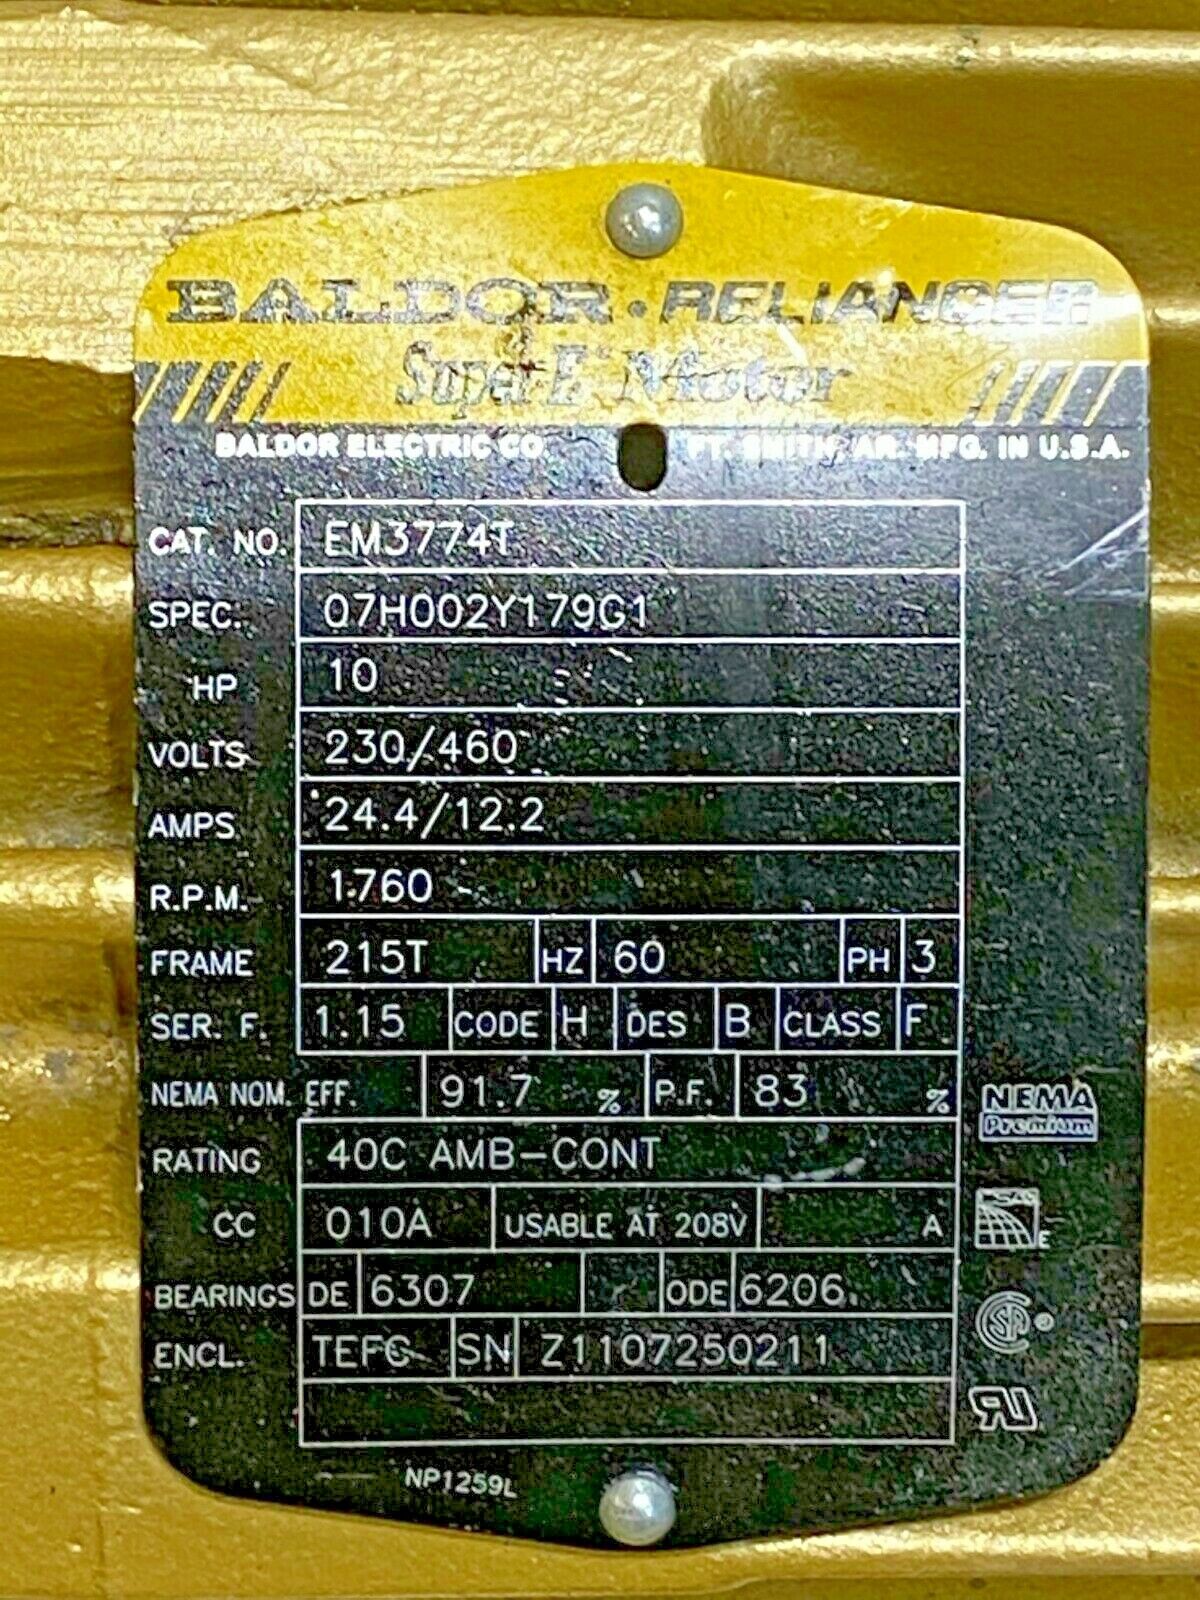 BALDOR • RELIANCER
Super-E Motor
BALDOR ELECTRIC CO. FT. SMITH, AR. MFG. IN U.S.A.
CAT. NO. EM3774T
SPEC. 07H002Y179G1
HP 10
VOLTS 230/460
AMPS 24.4/12.2
R.P.M. 1760
FRAME 215T HZ 60 PH 3
SER. F. 1.15 CODE H DES B CLASS F
NEMA NOM. EFF. 91.7 % P.F. 83 %
NEMA
Premium
RATING 40C AMB-CONT
CC 010A USABLE AT 208V A
E
BEARINGS DE 6307 ODE 6206
ENCL. TEFC SN Z1107250211
NP1259L